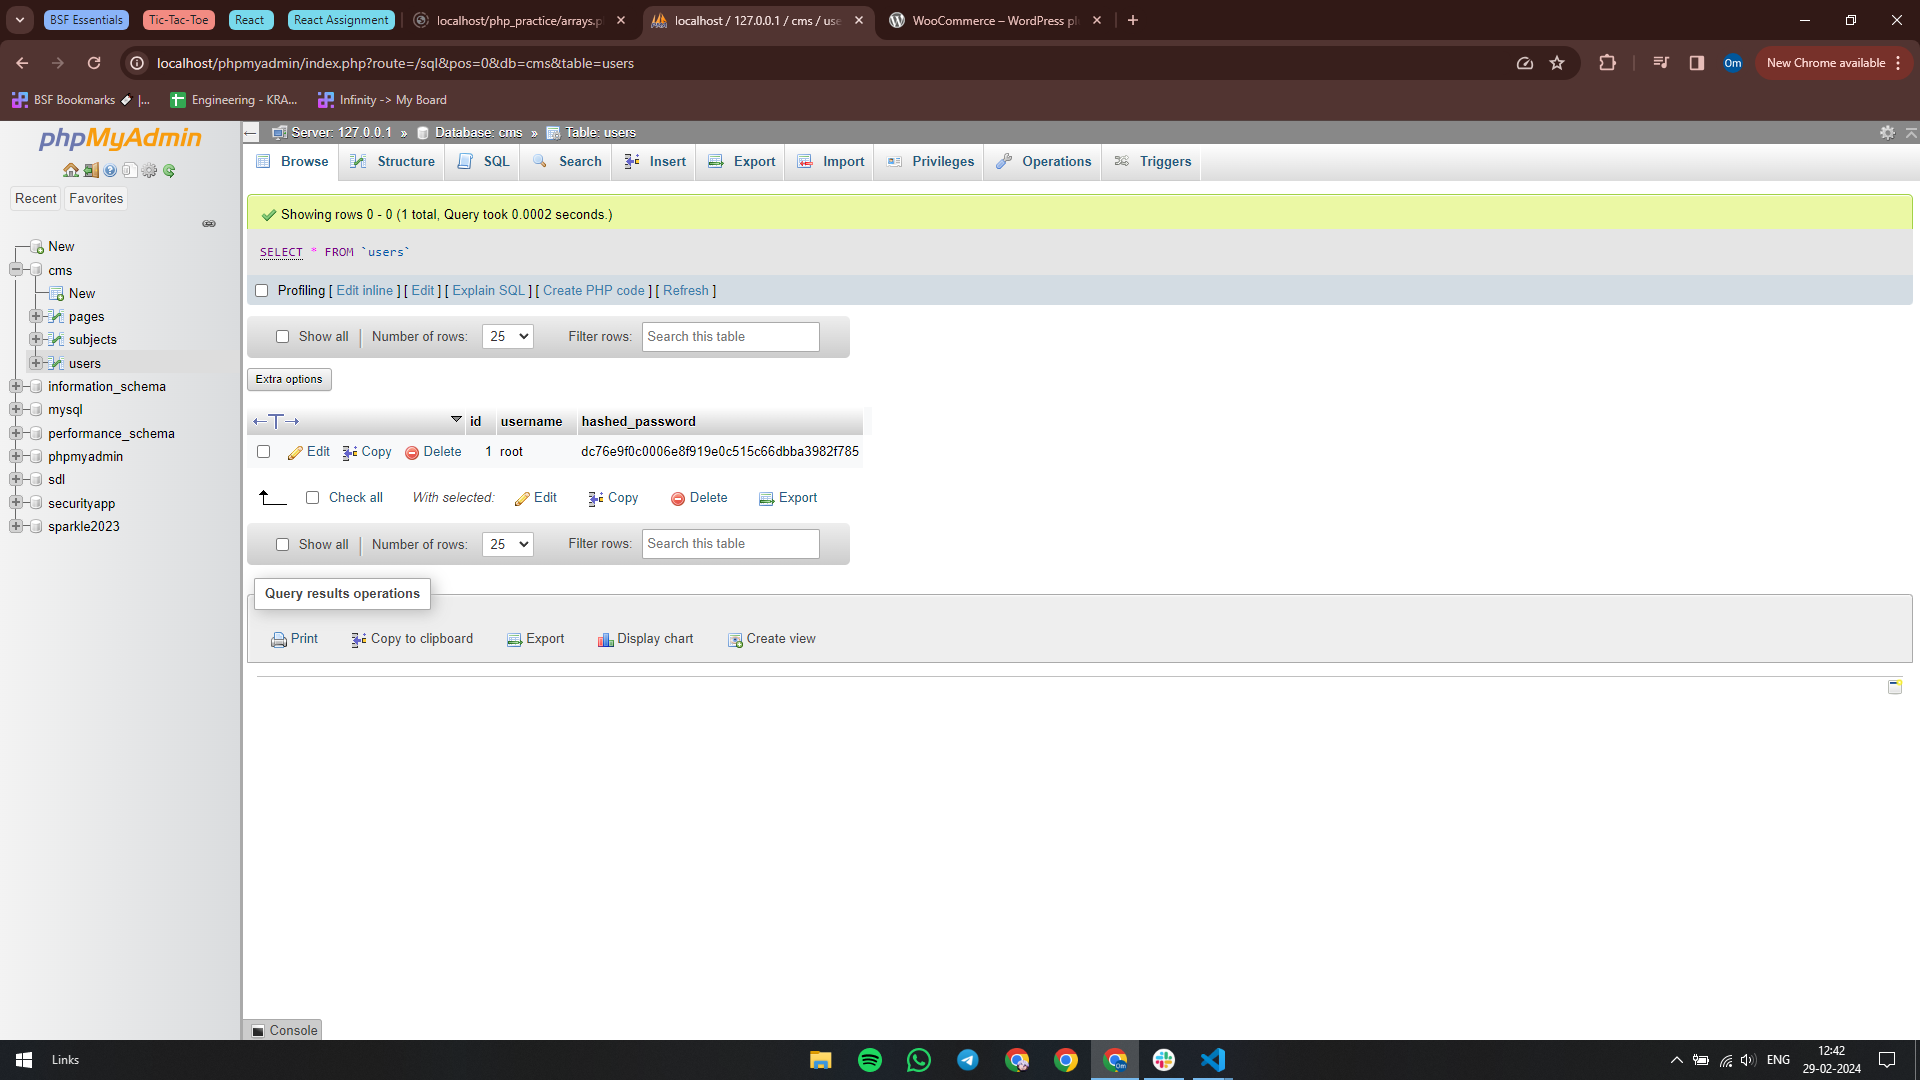 BSF Essentials
Tic-Tac-Toe
React
React Assignment
localhost/php_practice/arrays.p
localhost / 127.0.0.1 / cms / use
WooCommerce – WordPress pl
localhost/phpmyadmin/index.php?route=/sql&pos=0&db=cms&table=users
Om
New Chrome available
BSF Bookmarks |...
Engineering - KRA...
Infinity -> My Board
phpMyAdmin
Recent
Favorites
New
cms
New
pages
subjects
users
information_schema
mysql
performance_schema
phpmyadmin
sdl
securityapp
sparkle2023
Server: 127.0.0.1 » Database: cms » Table: users
Browse
Structure
SQL
Search
Insert
Export
Import
Privileges
Operations
Triggers
Showing rows 0 - 0 (1 total, Query took 0.0002 seconds.)
SELECT * FROM `users`
Profiling [ Edit inline ] [ Edit ] [ Explain SQL ] [ Create PHP code ] [ Refresh ]
Show all
Number of rows: 25
Filter rows: Search this table
Extra options
id username hashed_password
Edit Copy Delete 1 root dc76e9f0c0006e8f919e0c515c66dbba3982f785
Check all With selected: Edit Copy Delete Export
Show all
Number of rows: 25
Filter rows: Search this table
Query results operations
Print Copy to clipboard Export Display chart Create view
Console
Links
Om
ENG
12:42
29-02-2024